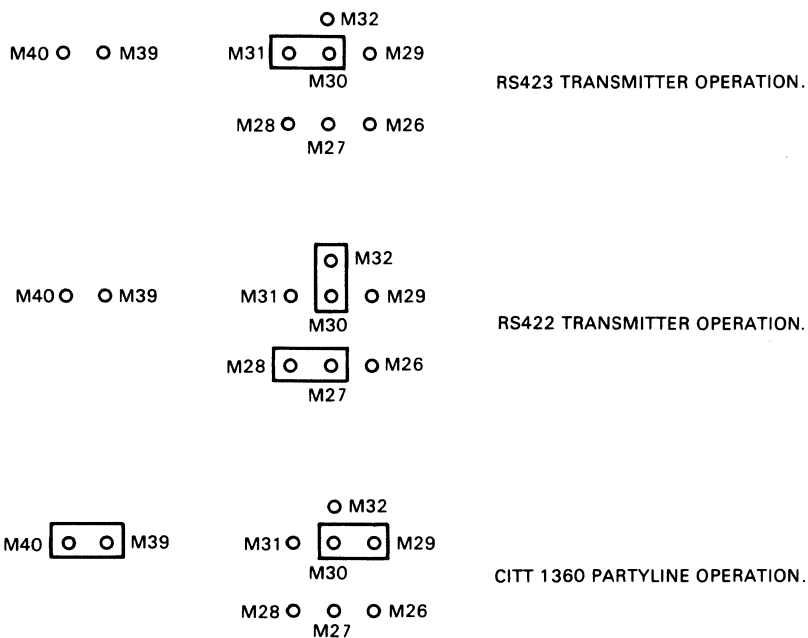 M32
M40 M39 M31 M29
M30
RS423 TRANSMITTER OPERATION.
M28 M26
M27
M32
M40 M39 M31 M29
M30
RS422 TRANSMITTER OPERATION.
M28 M26
M27
M32
M40 M39 M31 M29
M30
CITT 1360 PARTYLINE OPERATION.
M28 M26
M27